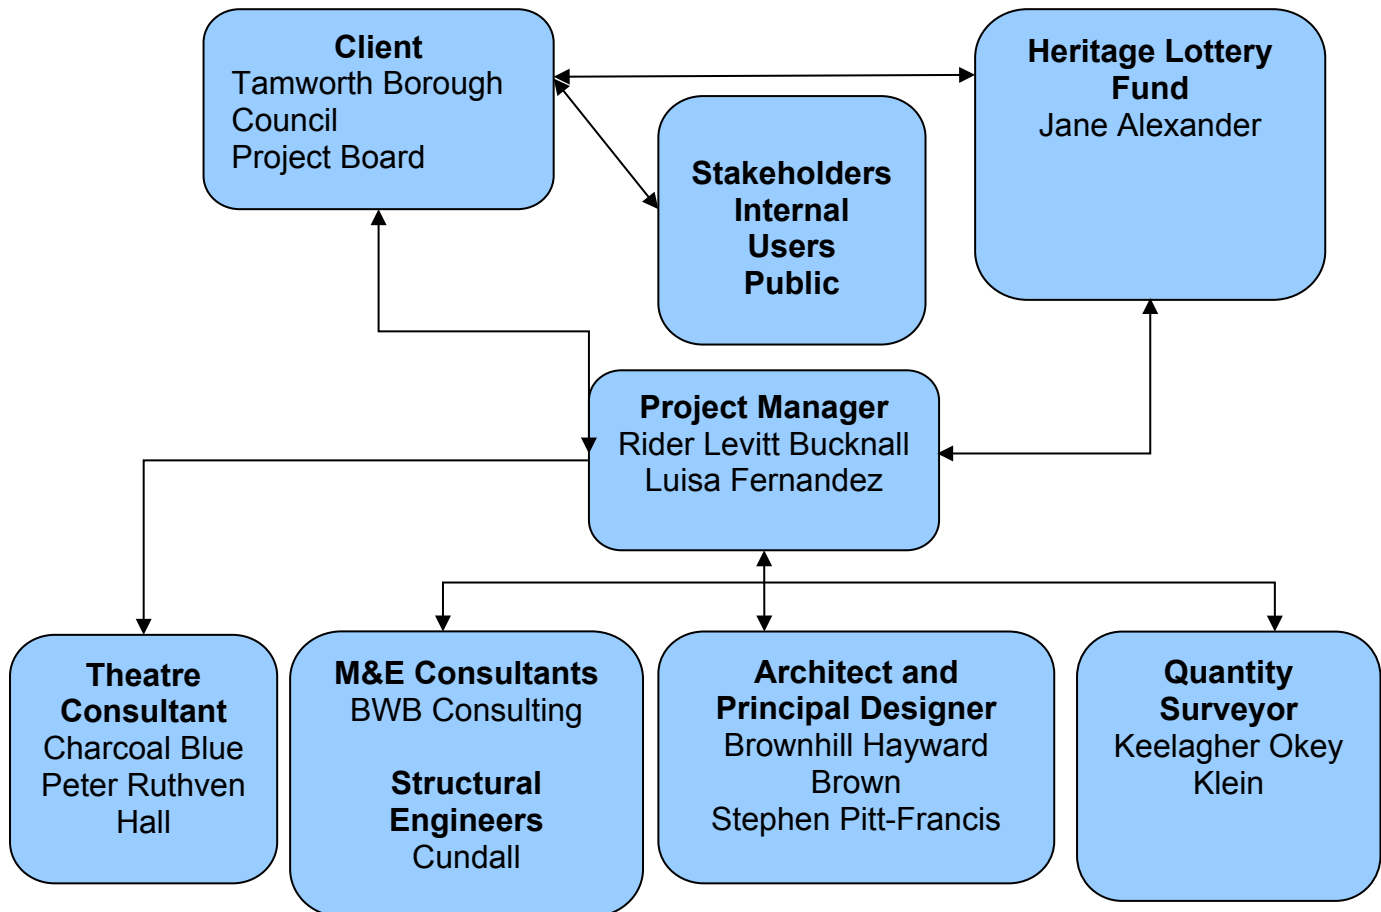 Client
Tamworth Borough
Council
Project Board
Heritage Lottery
Fund
Jane Alexander
Stakeholders
Internal
Users
Public
Project Manager
Rider Levitt Bucknall
Luisa Fernandez
Theatre
Consultant
Charcoal Blue
Peter Ruthven
Hall
M&E Consultants
BWB Consulting
Structural
Engineers
Cundall
Architect and
Principal Designer
Brownhill Hayward
Brown
Stephen Pitt-Francis
Quantity
Surveyor
Keelagher Okey
Klein